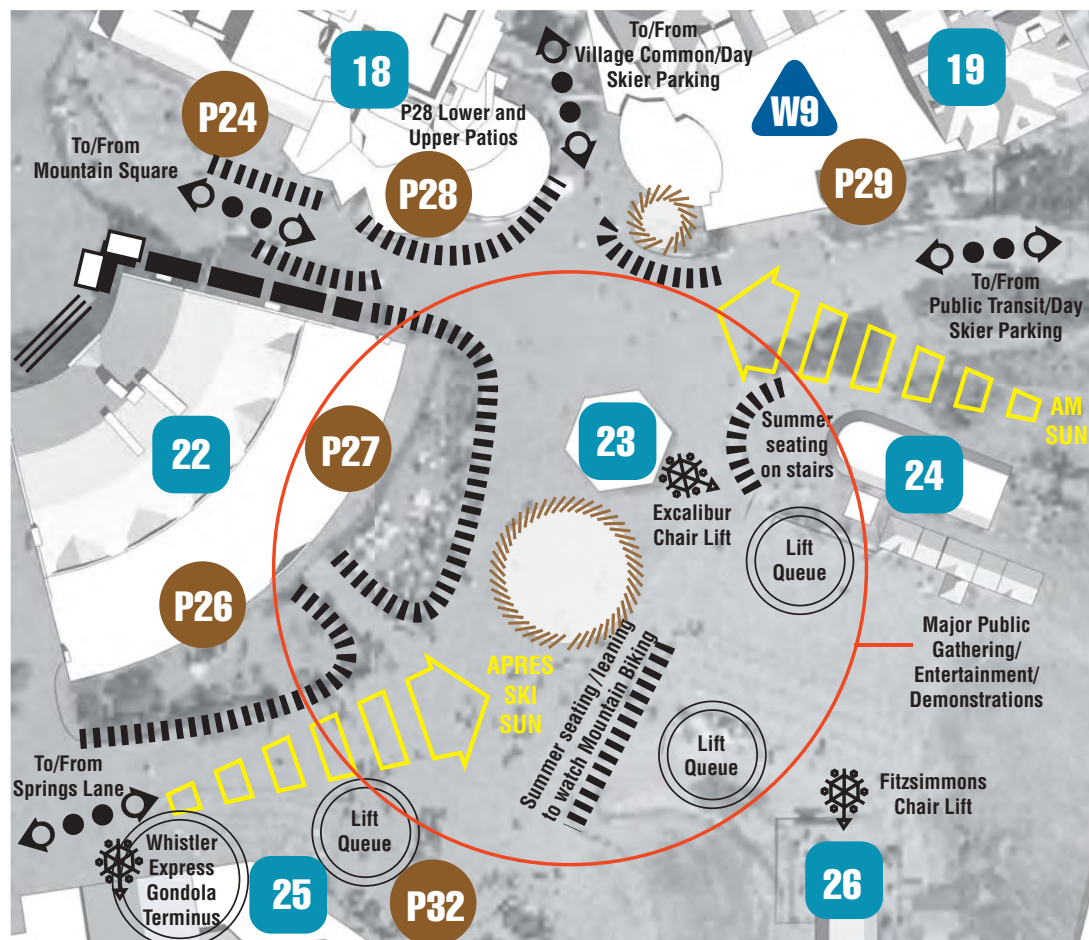 To/From
Village Common/Day
Skier Parking
18
19
W9
P24
P28 Lower and
Upper Patios
To/From
Mountain Square
P28
P29
To/From
Public Transit/Day
Skier Parking
AM
SUN
22
P27
23
Summer
seating
on stairs
24
Excalibur
Chair Lift
Lift
Queue
P26
Major Public
Gathering/
Entertainment/
Demonstrations
APRES
SKI
SUN
Summer seating/leaning
to watch Mountain Biking
Lift
Queue
To/From
Springs Lane
Fitzsimmons
Chair Lift
Lift
Queue
Whistler
Express
Gondola
Terminus
25
P32
26